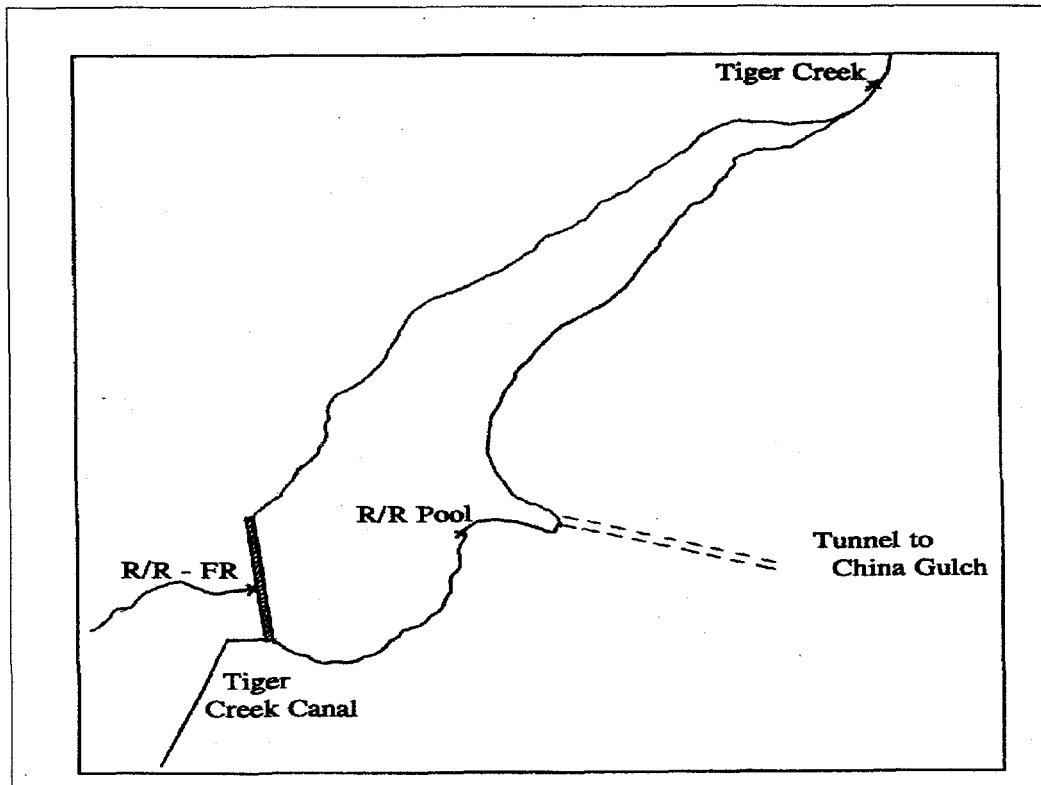 Tiger Creek
R/R Pool
R/R - FR
Tunnel to
China Gulch
Tiger
Creek Canal